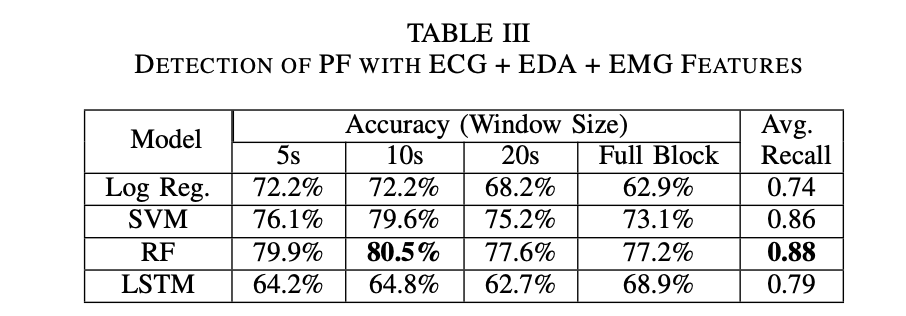 TABLE III
DETECTION OF PF WITH ECG + EDA + EMG FEATURES
Model Accuracy (Window Size) Avg. Recall
5s 10s 20s Full Block
Log Reg. 72.2% 72.2% 68.2% 62.9% 0.74
SVM 76.1% 79.6% 75.2% 73.1% 0.86
RF 79.9% 80.5% 77.6% 77.2% 0.88
LSTM 64.2% 64.8% 62.7% 68.9% 0.79